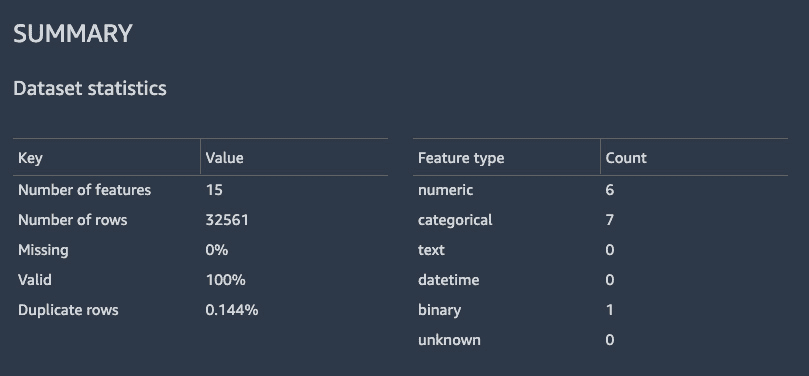 SUMMARY
Dataset statistics
Key Value
Number of features 15
Number of rows 32561
Missing 0%
Valid 100%
Duplicate rows 0.144%
Feature type Count
numeric 6
categorical 7
text 0
datetime 0
binary 1
unknown 0